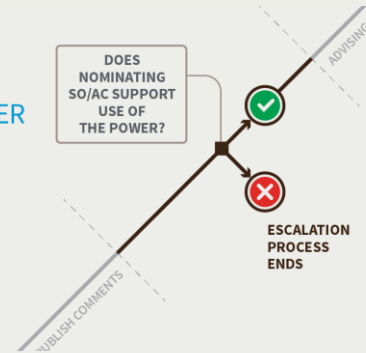 ADVISING
DOES
NOMINATING
SO/AC SUPPORT
USE OF
THE POWER?
ER
ESCALATION
PROCESS
ENDS
PUBLISH COMMENTS